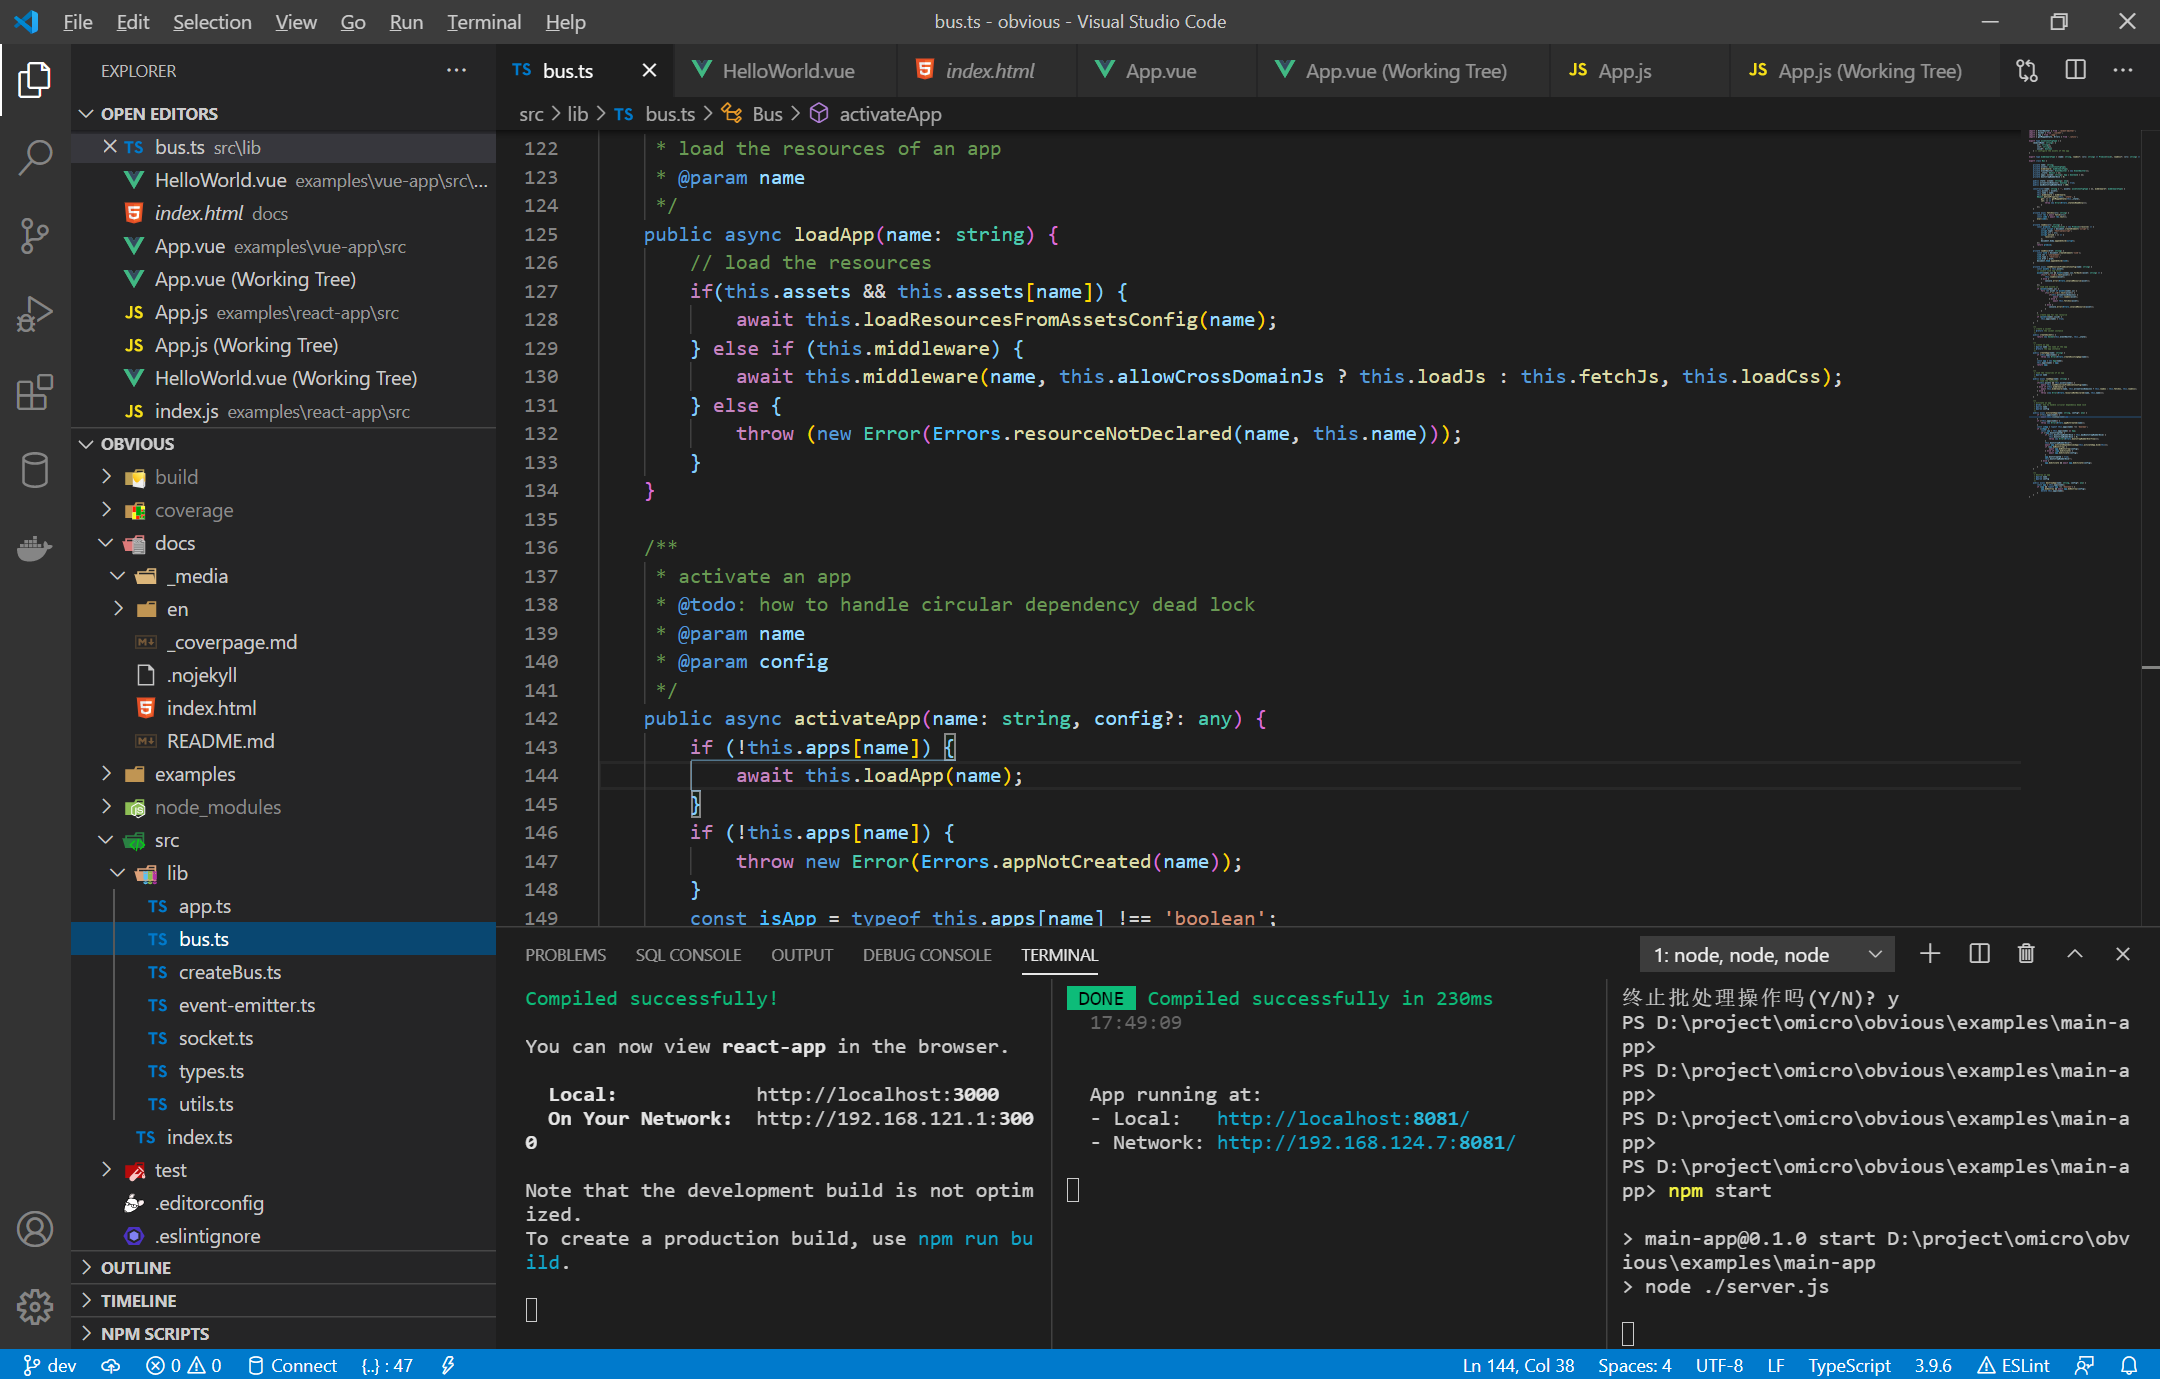 File Edit Selection View Go Run Terminal Help
bus.ts - obvious - Visual Studio Code
EXPLORER
OPEN EDITORS
TS bus.ts src\lib
HelloWorld.vue examples\vue-app\src\...
index.html docs
App.vue examples\vue-app\src
App.vue (Working Tree)
JS App.js examples\react-app\src
JS App.js (Working Tree)
HelloWorld.vue (Working Tree)
JS index.js examples\react-app\src
OBVIOUS
build
coverage
docs
_media
en
_coverpage.md
.nojekyll
index.html
README.md
examples
node_modules
src
lib
TS app.ts
TS bus.ts
TS createBus.ts
TS event-emitter.ts
TS socket.ts
TS types.ts
TS utils.ts
TS index.ts
test
.editorconfig
.eslintignore
OUTLINE
TIMELINE
NPM SCRIPTS
TS bus.ts HelloWorld.vue index.html App.vue App.vue (Working Tree) JS App.js JS App.js (Working Tree)
src > lib > TS bus.ts > Bus > activateApp
122 * load the resources of an app
123 * @param name
124 */
125 public async loadApp(name: string) {
126 // load the resources
127 if(this.assets && this.assets[name]) {
128 await this.loadResourcesFromAssetsConfig(name);
129 } else if (this.middleware) {
130 await this.middleware(name, this.allowCrossDomainJs ? this.loadJs : this.fetchJs, this.loadCss);
131 } else {
132 throw (new Error(Errors.resourceNotDeclared(name, this.name)));
133 }
134 }
135
136 /**
137 * activate an app
138 * @todo: how to handle circular dependency dead lock
139 * @param name
140 * @param config
141 */
142 public async activateApp(name: string, config?: any) {
143 if (!this.apps[name]) {
144 await this.loadApp(name);
145 }
146 if (!this.apps[name]) {
147 throw new Error(Errors.appNotCreated(name));
148 }
149 const isApp = typeof this.apps[name] !== 'boolean';
PROBLEMS SQL CONSOLE OUTPUT DEBUG CONSOLE TERMINAL
1: node, node, node
Compiled successfully!
You can now view react-app in the browser.
Local: http://localhost:3000
On Your Network: http://192.168.121.1:300
0
Note that the development build is not optim
ized.
To create a production build, use npm run bu
ild.
DONE Compiled successfully in 230ms
17:49:09
App running at:
- Local: http://localhost:8081/
- Network: http://192.168.124.7:8081/
终止批处理操作吗(Y/N)? y
PS D:\project\omicro\obvious\examples\main-a
pp>
PS D:\project\omicro\obvious\examples\main-a
pp>
PS D:\project\omicro\obvious\examples\main-a
pp>
PS D:\project\omicro\obvious\examples\main-a
pp> npm start
> main-app@0.1.0 start D:\project\omicro\obv
ious\examples\main-app
> node ./server.js
dev 0 0 Connect {..} : 47
Ln 144, Col 38 Spaces: 4 UTF-8 LF TypeScript 3.9.6 ESLint